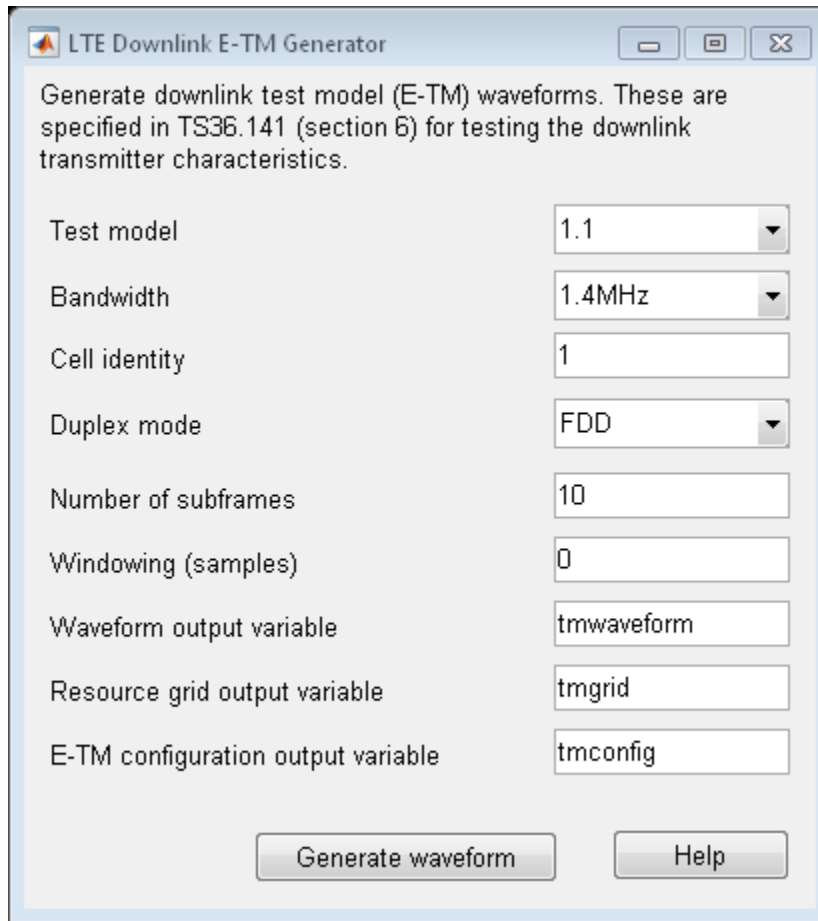 LTE Downlink E-TM Generator
Generate downlink test model (E-TM) waveforms. These are
specified in TS36.141 (section 6) for testing the downlink
transmitter characteristics.
Test model 1.1
Bandwidth 1.4MHz
Cell identity 1
Duplex mode FDD
Number of subframes 10
Windowing (samples) 0
Waveform output variable tmwaveform
Resource grid output variable tmgrid
E-TM configuration output variable tmconfig
Generate waveform Help